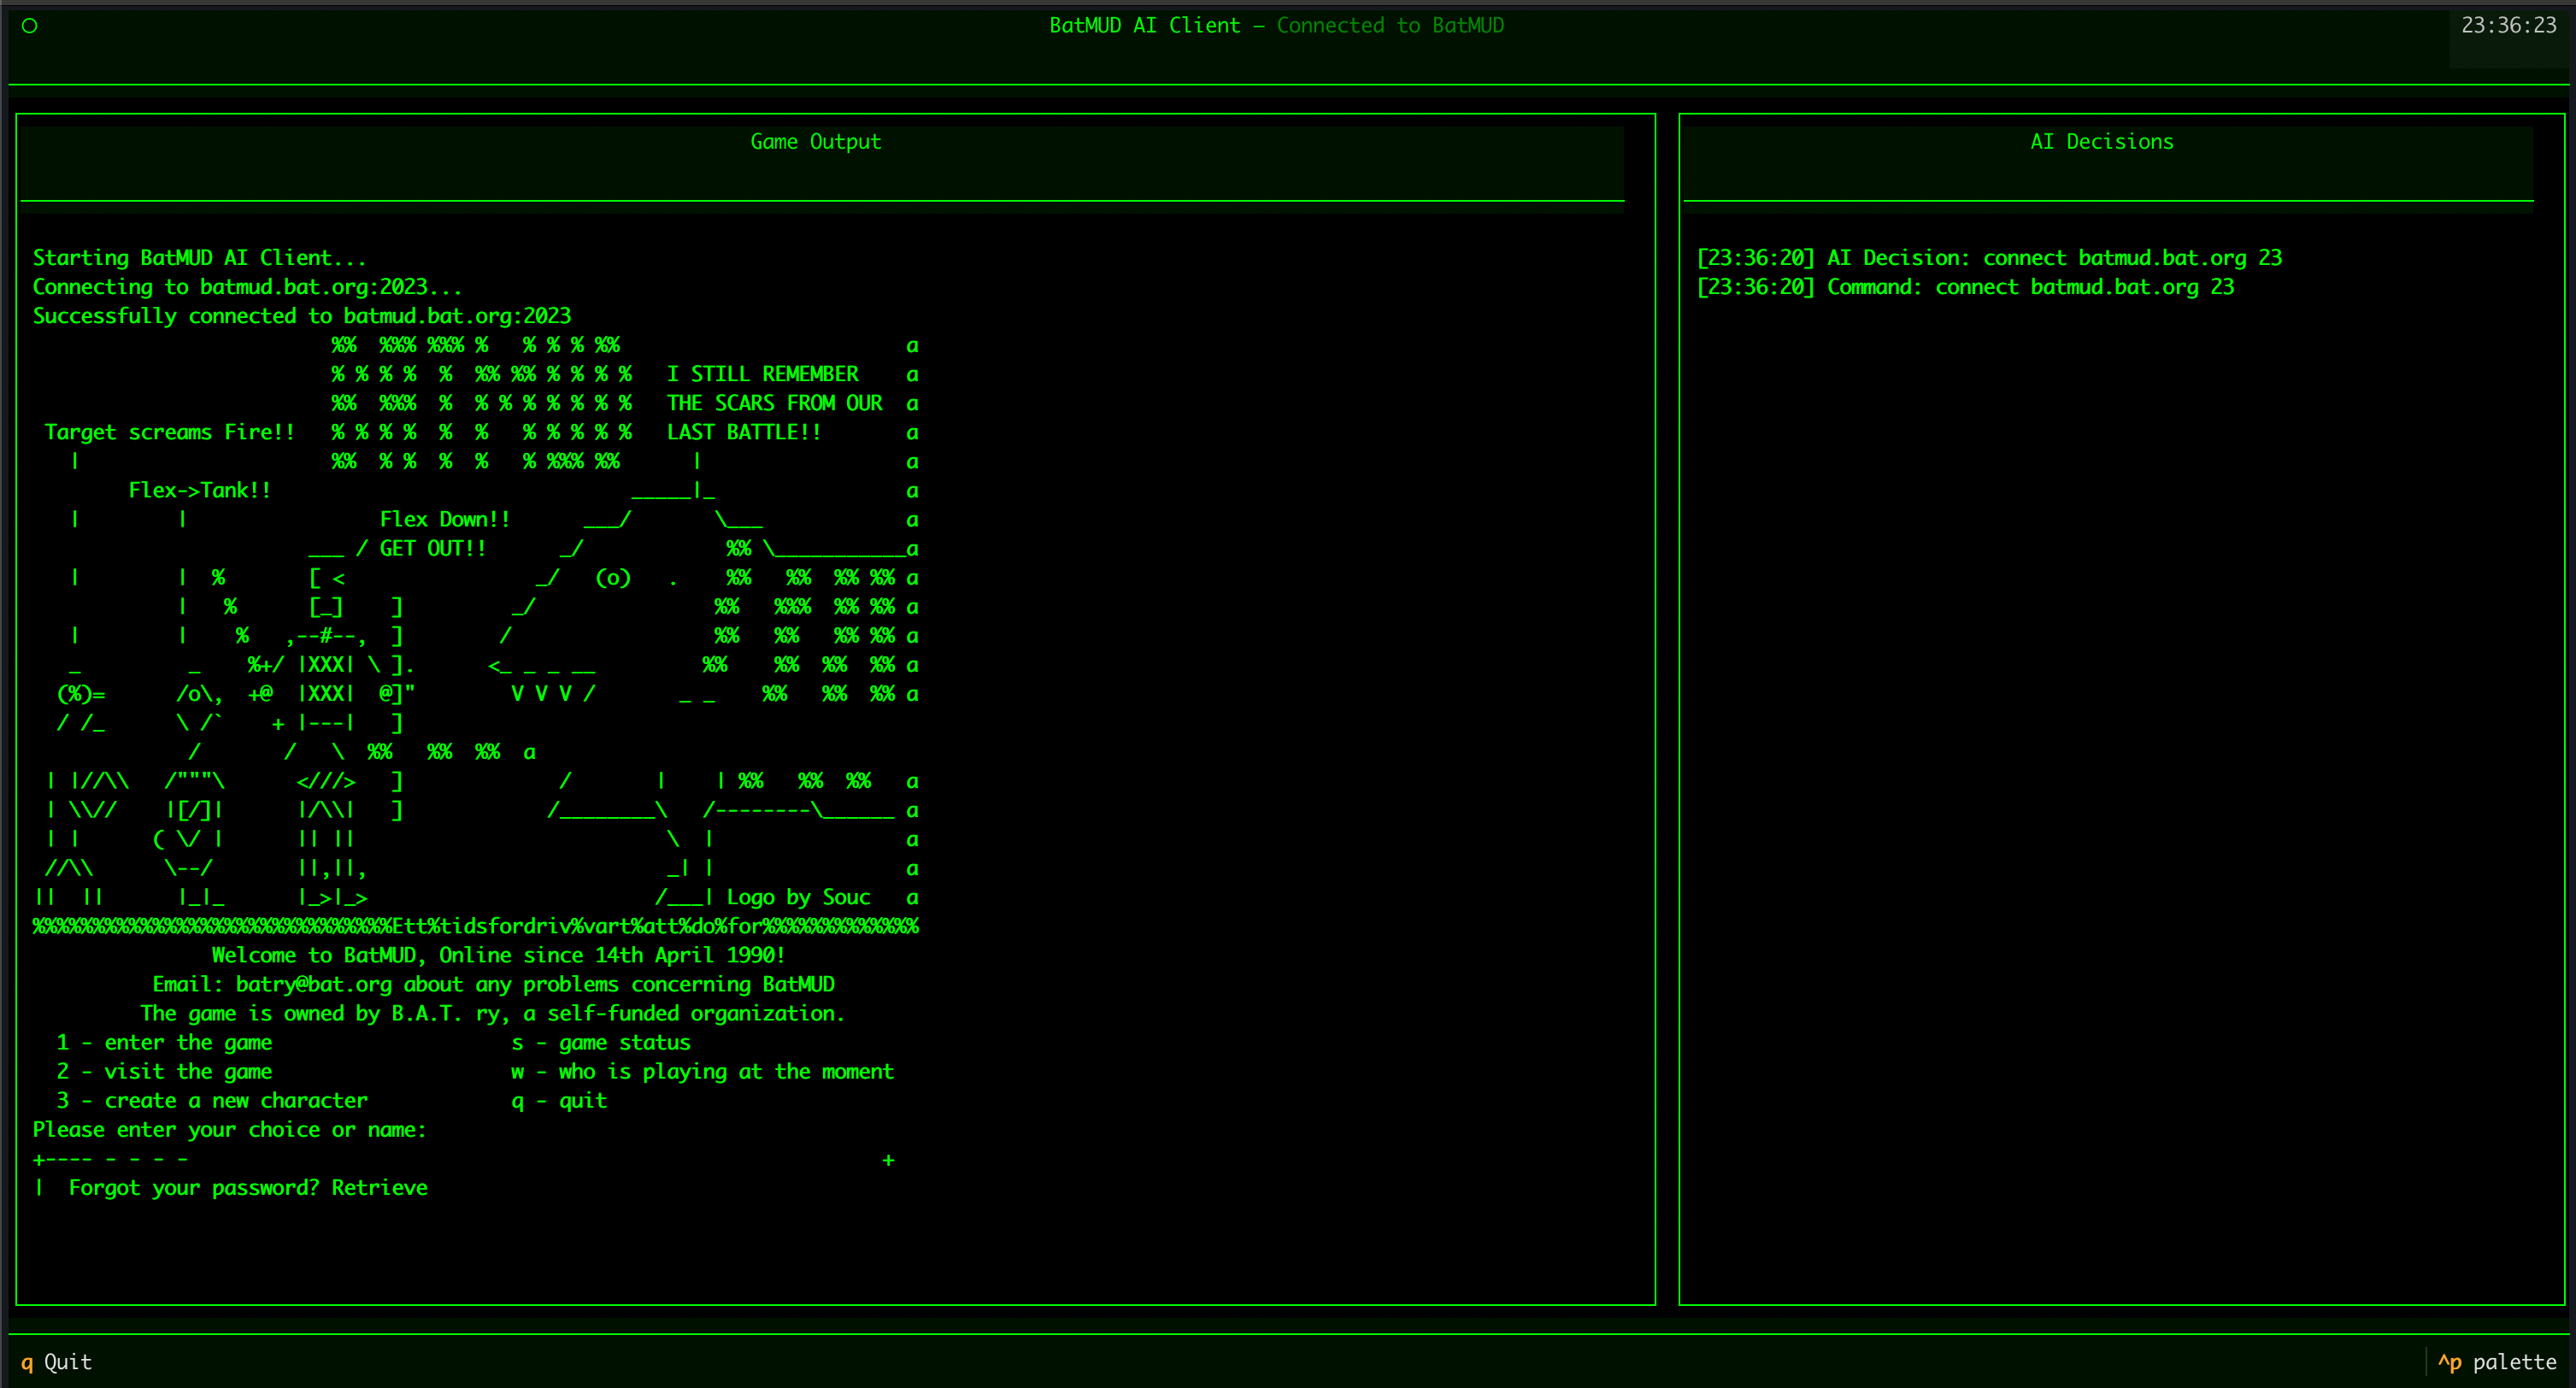 ○ BatMUD AI Client — Connected to BatMUD 23:36:23
Game Output
Starting BatMUD AI Client...
Connecting to batmud.bat.org:2023...
Successfully connected to batmud.bat.org:2023
                         %%  %%% %%% %   % % % %%                        a
                         % % % %  %  %% %% % % % %   I STILL REMEMBER    a
                         %%  %%%  %  % % % % % % %   THE SCARS FROM OUR  a
 Target screams Fire!!   % % % %  %  %   % % % % %   LAST BATTLE!!       a
   |                     %%  % %  %  %   % %%% %%      |                 a
        Flex->Tank!!                              _____|_                a
   |        |                Flex Down!!      ___/       \___            a
                       ___ / GET OUT!!      _/            %% \___________a
   |        |  %       [ <                _/   (o)   .    %%   %%  %% %% a
            |   %      [_]    ]         _/               %%   %%%  %% %% a
   |        |    %   ,--#--,  ]        /                 %%   %%   %% %% a
   _         _    %+/ |XXX| \ ].      <_ _ _ __         %%    %%  %%  %% a
  (%)=      /o\,  +@  |XXX|  @]"        V V V /       _ _    %%   %%  %% a
  / /_      \ /`    + |---|   ]
             /       /   \  %%   %%  %%  a
 | |//\\   /"""\      <///>   ]             /       |    | %%   %%  %%   a
 | \\//    |[/]|      |/\\|   ]            /________\   /--------\______ a
 | |      ( \/ |      || ||                          \  |                a
 //\\      \--/       ||,||,                         _| |                a
||  ||      |_|_      |_>|_>                        /___| Logo by Souc   a
%%%%%%%%%%%%%%%%%%%%%%%%%%%%%%Ett%tidsfordriv%vart%att%do%for%%%%%%%%%%%%%
Welcome to BatMUD, Online since 14th April 1990!
Email: batry@bat.org about any problems concerning BatMUD
The game is owned by B.A.T. ry, a self-funded organization.
1 - enter the game                    s - game status
2 - visit the game                    w - who is playing at the moment
3 - create a new character            q - quit
Please enter your choice or name:
+---- - - - -                                                          +
|  Forgot your password? Retrieve
AI Decisions
[23:36:20] AI Decision: connect batmud.bat.org 23
[23:36:20] Command: connect batmud.bat.org 23
q Quit
^p palette